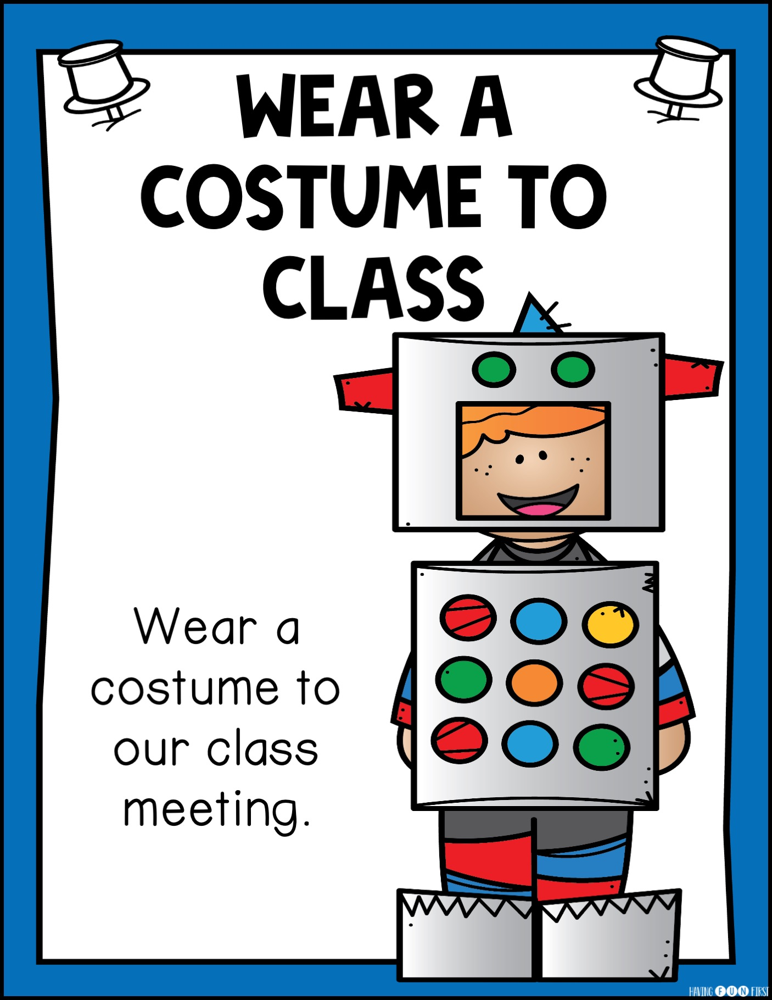 WEAR A
COSTUME TO
CLASS
Wear a
costume to
our class
meeting.
HAVING FUN FIRST